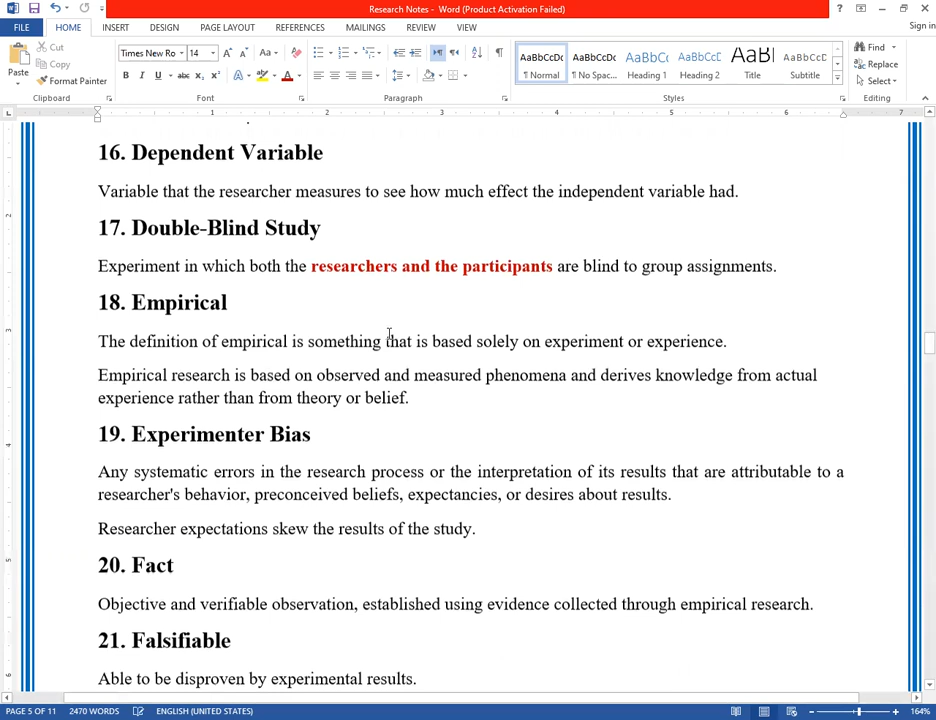 Research Notes - Word (Product Activation Failed)
Sign in
FILE HOME INSERT DESIGN PAGE LAYOUT REFERENCES MAILINGS REVIEW VIEW
Paste
Cut
Copy
Format Painter
Clipboard
Times New Ro 14
Font
Paragraph
AaBbCcDc AaBbCcDc AaBbCc AaBbCc AaBl AaBbCcD
¶ Normal ¶ No Spac... Heading 1 Heading 2 Title Subtitle
Styles
Find
Replace
Select
Editing
1 2 3 4 5 6 7
16. Dependent Variable
Variable that the researcher measures to see how much effect the independent variable had.
17. Double-Blind Study
Experiment in which both the researchers and the participants are blind to group assignments.
18. Empirical
The definition of empirical is something that is based solely on experiment or experience.
Empirical research is based on observed and measured phenomena and derives knowledge from actual
experience rather than from theory or belief.
19. Experimenter Bias
Any systematic errors in the research process or the interpretation of its results that are attributable to a
researcher's behavior, preconceived beliefs, expectancies, or desires about results.
Researcher expectations skew the results of the study.
20. Fact
Objective and verifiable observation, established using evidence collected through empirical research.
21. Falsifiable
Able to be disproven by experimental results.
PAGE 5 OF 11 2470 WORDS ENGLISH (UNITED STATES) 164%